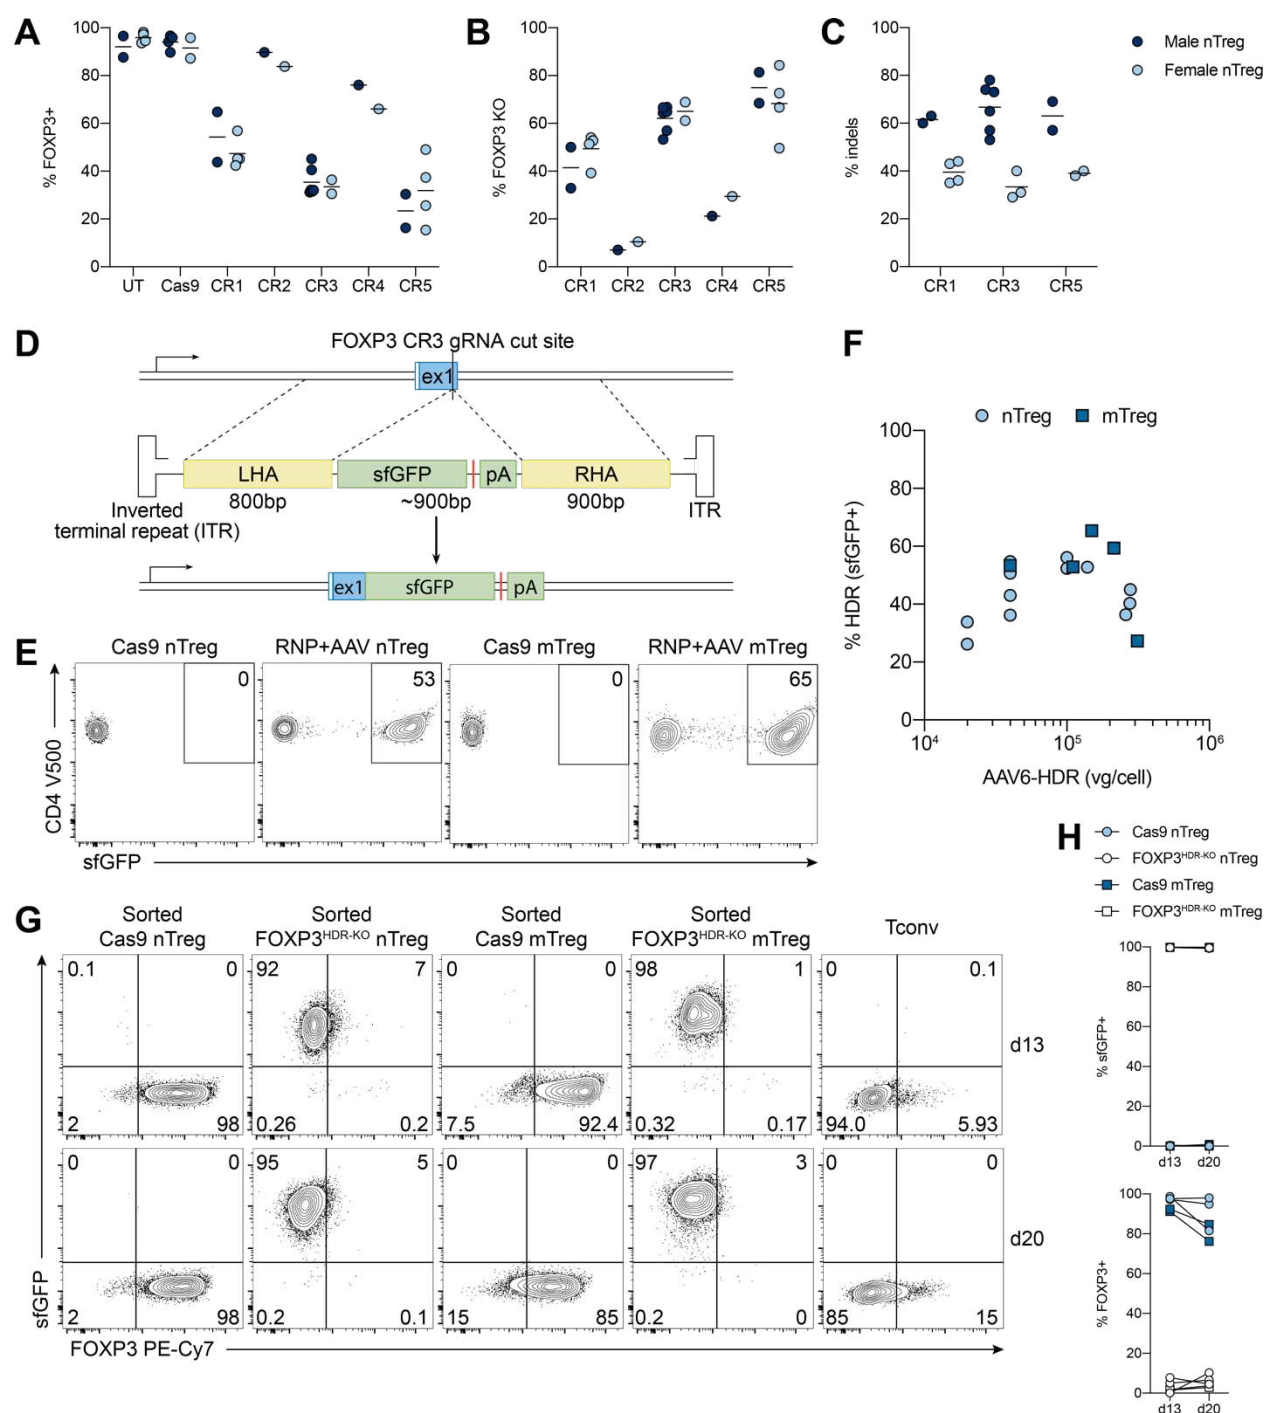 A
100
80
60
40
20
0
% FOXP3+
UT Cas9 CR1 CR2 CR3 CR4 CR5
B
100
80
60
40
20
0
% FOXP3 KO
CR1 CR2 CR3 CR4 CR5
C
100
80
60
40
20
0
% indels
CR1 CR3 CR5
Male nTreg
Female nTreg
D
FOXP3 CR3 gRNA cut site
ex1
LHA sfGFP pA RHA
800bp ~900bp 900bp
Inverted
terminal repeat (ITR)
ITR
ex1 sfGFP pA
E
Cas9 nTreg RNP+AAV nTreg Cas9 mTreg RNP+AAV mTreg
0 53 0 65
CD4 V500
sfGFP
F
nTreg mTreg
100
80
60
40
20
0
% HDR (sfGFP+)
10⁴ 10⁵ 10⁶
AAV6-HDR (vg/cell)
G
Sorted
Cas9 nTreg
Sorted
FOXP3ᴴᴰᴿ⁻ᴷᴼ nTreg
Sorted
Cas9 mTreg
Sorted
FOXP3ᴴᴰᴿ⁻ᴷᴼ mTreg
Tconv
0.1 0 92 7 0 0 98 1 0 0.1
2 98 0.26 0.2 7.5 92.4 0.32 0.17 94.0 5.93
d13
0 0 95 5 0 0 97 3 0 0
2 98 0.2 0.1 15 85 0.2 0 85 15
d20
sfGFP
FOXP3 PE-Cy7
H
Cas9 nTreg
FOXP3ᴴᴰᴿ⁻ᴷᴼ nTreg
Cas9 mTreg
FOXP3ᴴᴰᴿ⁻ᴷᴼ mTreg
100
80
60
40
20
0
% sfGFP+
d13 d20
100
80
60
40
20
0
% FOXP3+
d13 d20